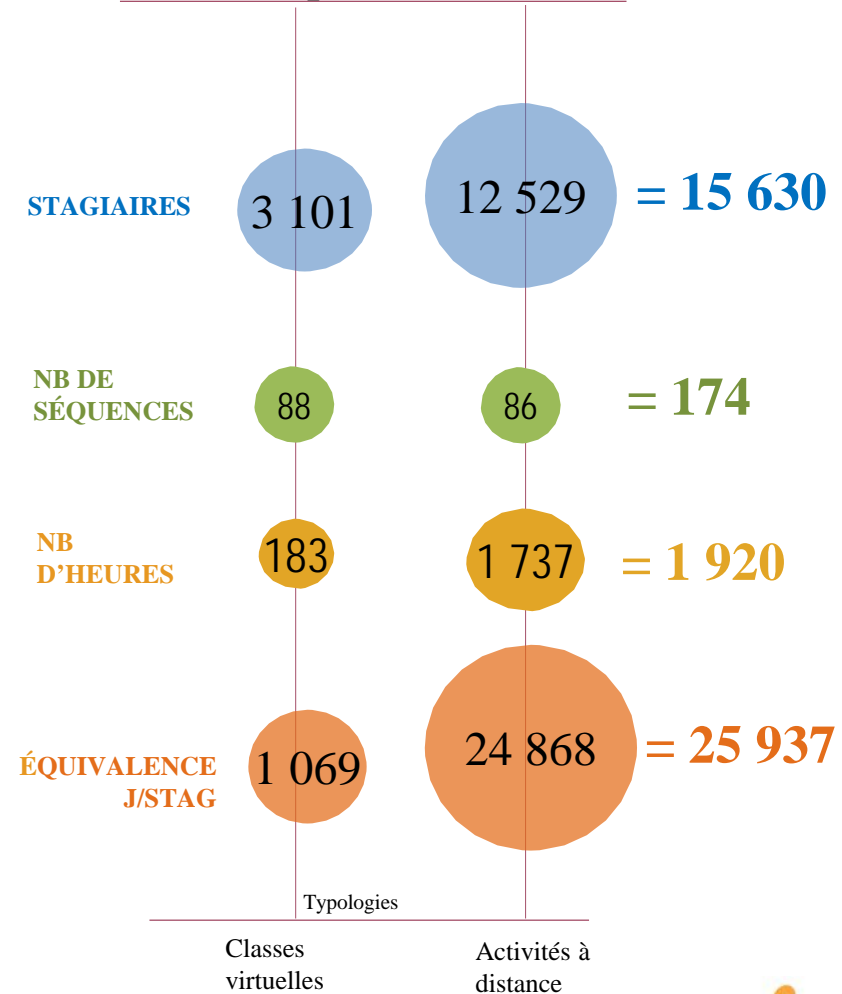 STAGIAIRES
3 101
12 529
= 15 630
NB DE
SÉQUENCES
88
86
= 174
NB
D’HEURES
183
1 737
= 1 920
ÉQUIVALENCE
J/STAG
1 069
24 868
= 25 937
Typologies
Classes
virtuelles
Activités à
distance